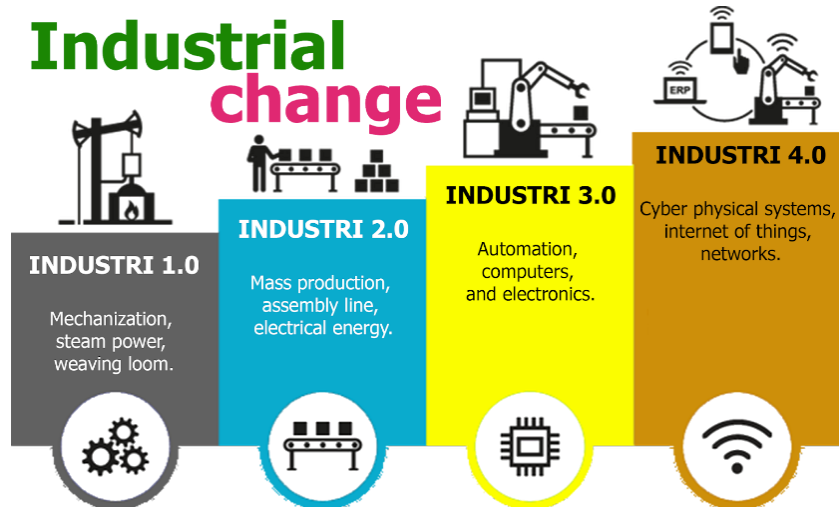 Industrial
change
INDUSTRI 1.0
Mechanization,
steam power,
weaving loom.
INDUSTRI 2.0
Mass production,
assembly line,
electrical energy.
INDUSTRI 3.0
Automation,
computers,
and electronics.
ERP
INDUSTRI 4.0
Cyber physical systems,
internet of things,
networks.